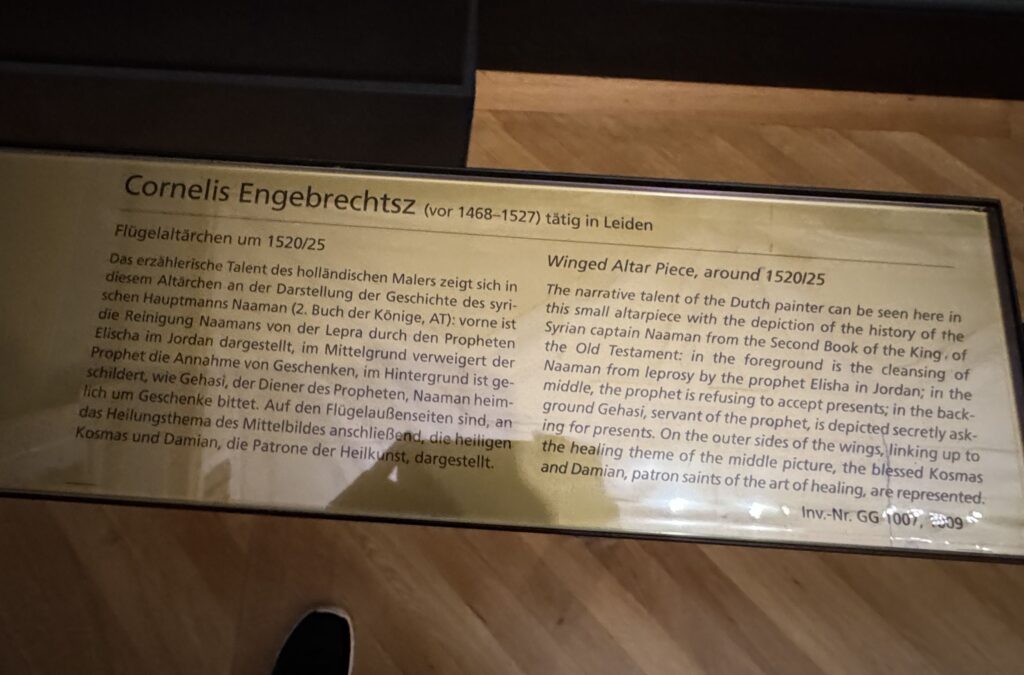 Cornelis Engebrechtsz (vor 1468–1527) tätig in Leiden
Flügelaltärchen um 1520/25
Das erzählerische Talent des holländischen Malers zeigt sich in
diesem Altärchen an der Darstellung der Geschichte des syri-
schen Hauptmanns Naaman (2. Buch der Könige, AT): vorne ist
die Reinigung Naamans von der Lepra durch den Propheten
Elischa im Jordan dargestellt, im Mittelgrund verweigert der
Prophet die Annahme von Geschenken, im Hintergrund ist ge-
schildert, wie Gehasi, der Diener des Propheten, Naaman heim-
lich um Geschenke bittet. Auf den Flügelaußenseiten sind, an
das Heilungsthema des Mittelbildes anschließend, die heiligen
Kosmas und Damian, die Patrone der Heilkunst, dargestellt.
Winged Altar Piece, around 1520/25
The narrative talent of the Dutch painter can be seen here in
this small altarpiece with the depiction of the history of the
Syrian captain Naaman from the Second Book of the King, of
the Old Testament: in the foreground is the cleansing of
Naaman from leprosy by the prophet Elisha in Jordan; in the
middle, the prophet is refusing to accept presents; in the back-
ground Gehasi, servant of the prophet, is depicted secretly ask-
ing for presents. On the outer sides of the wings, linking up to
the healing theme of the middle picture, the blessed Kosmas
and Damian, patron saints of the art of healing, are represented.
Inv.-Nr. GG 1007,